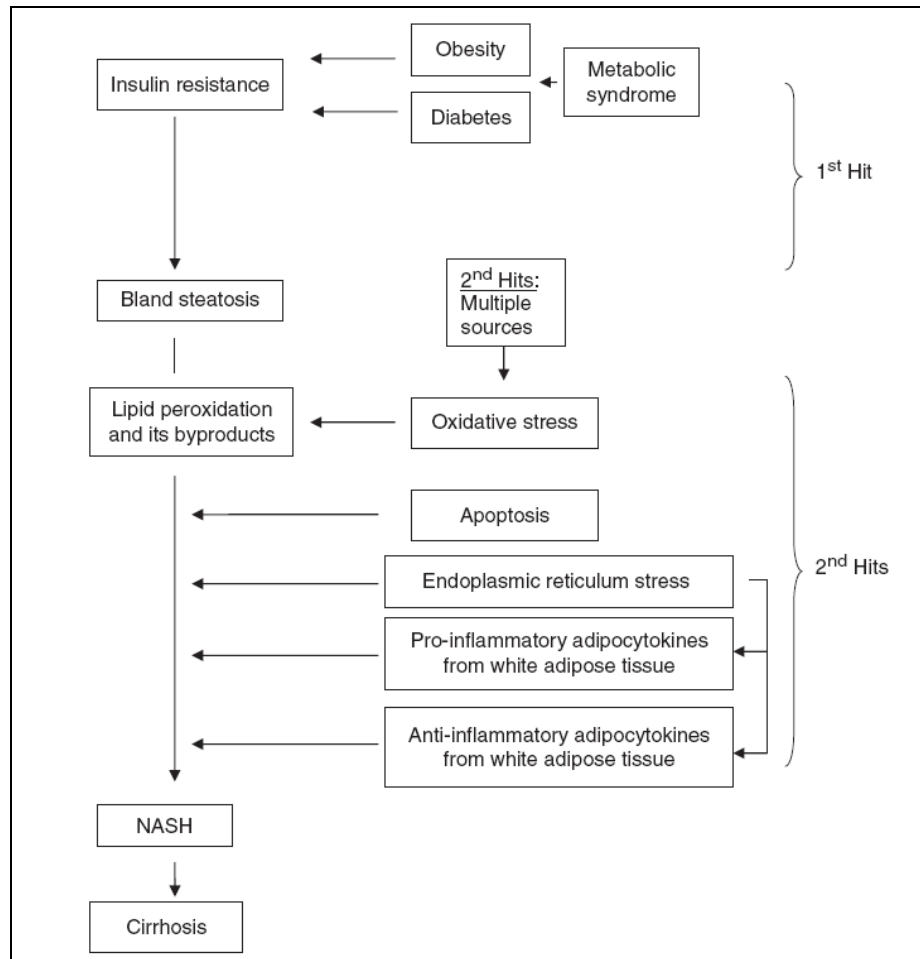 Obesity
Insulin resistance
Metabolic
syndrome
Diabetes
1st Hit
Bland steatosis
2nd Hits:
Multiple
sources
Lipid peroxidation
and its byproducts
Oxidative stress
Apoptosis
Endoplasmic reticulum stress
2nd Hits
Pro-inflammatory adipocytokines
from white adipose tissue
Anti-inflammatory adipocytokines
from white adipose tissue
NASH
Cirrhosis